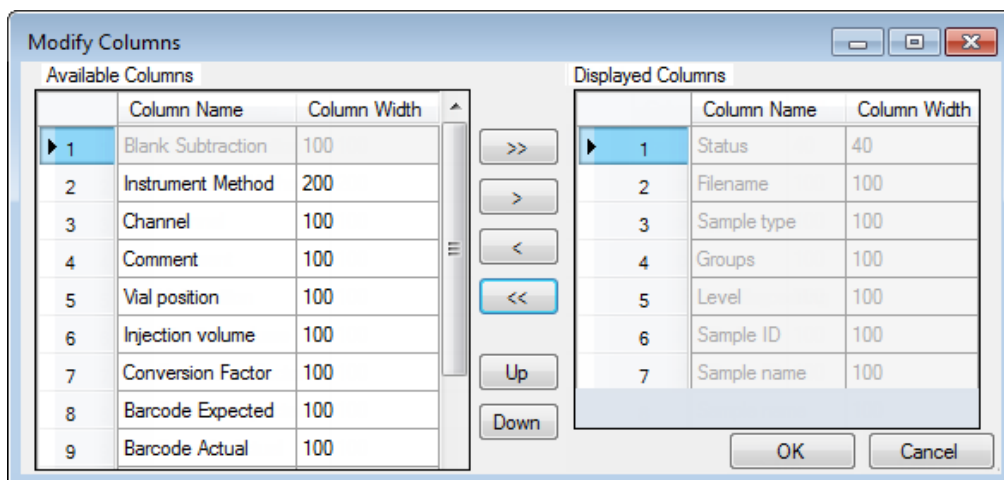 Modify Columns
Available Columns
Column Name Column Width
1 Blank Subtraction 100
2 Instrument Method 200
3 Channel 100
4 Comment 100
5 Vial position 100
6 Injection volume 100
7 Conversion Factor 100
8 Barcode Expected 100
9 Barcode Actual 100
>>
>
<
<<
Up
Down
Displayed Columns
Column Name Column Width
1 Status 40
2 Filename 100
3 Sample type 100
4 Groups 100
5 Level 100
6 Sample ID 100
7 Sample name 100
OK Cancel